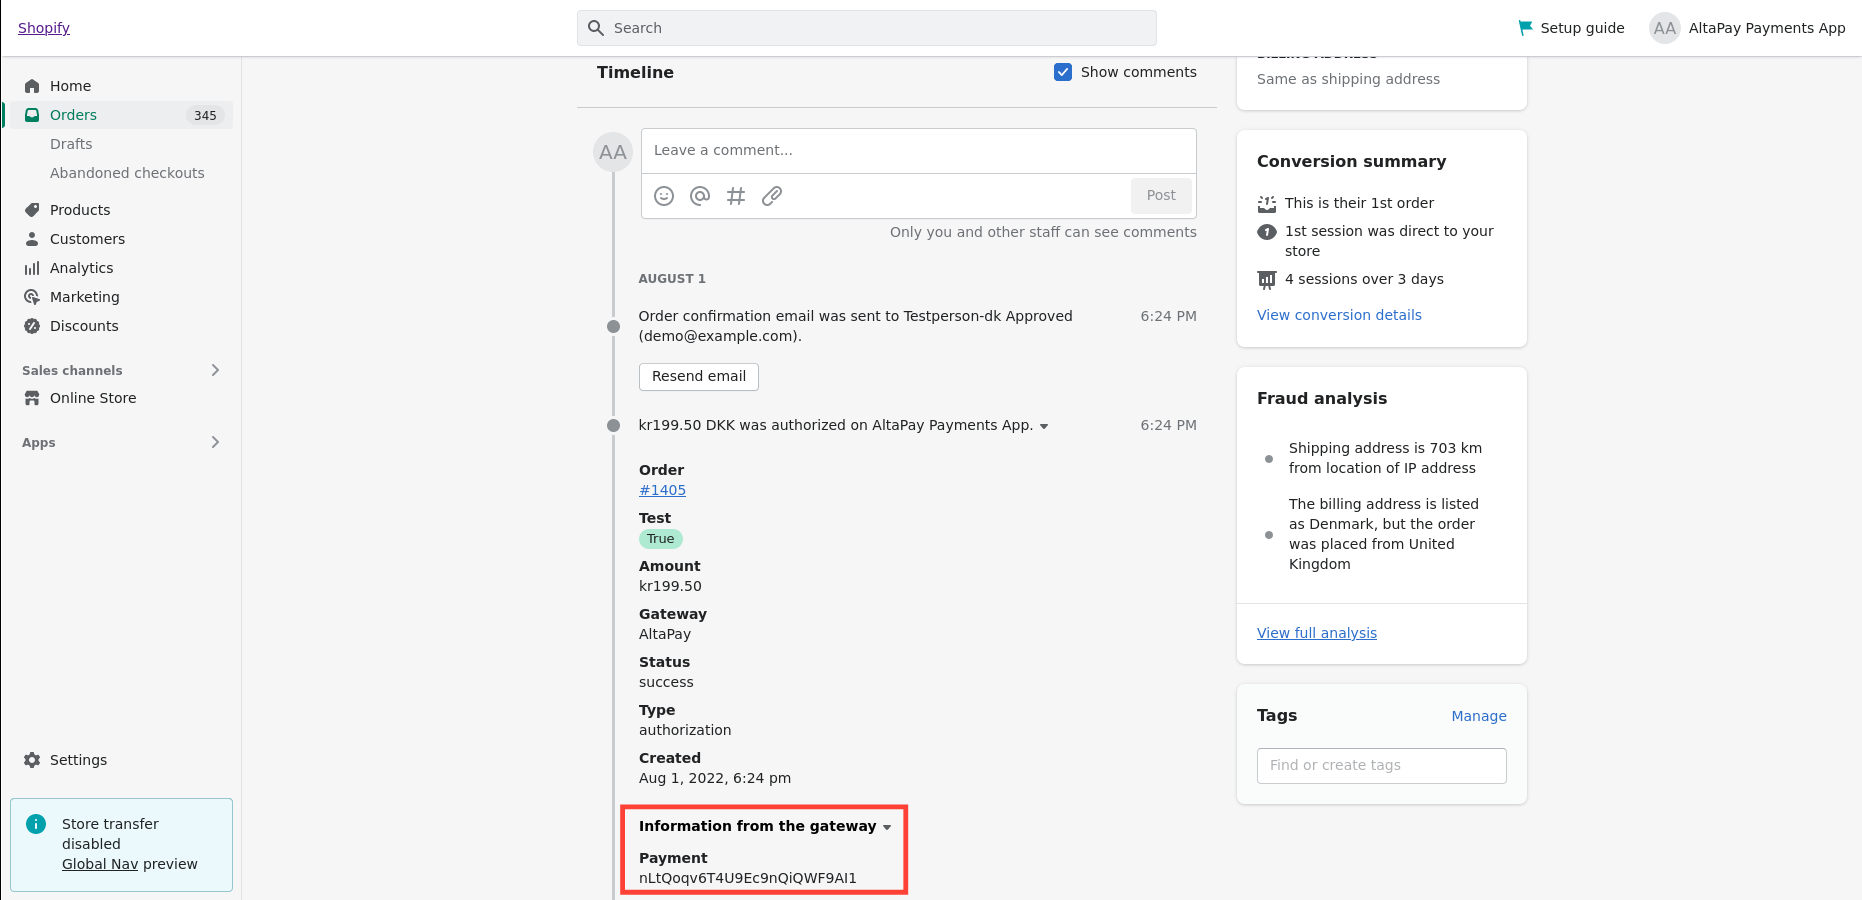 Shopify
Search
Setup guide
AA
AltaPay Payments App
Home
Orders
345
Drafts
Abandoned checkouts
Products
Customers
Analytics
Marketing
Discounts
Sales channels
Online Store
Apps
Settings
Store transfer
disabled
Global Nav preview
Timeline
Show comments
AA
Leave a comment...
Post
Only you and other staff can see comments
AUGUST 1
Order confirmation email was sent to Testperson-dk Approved
(demo@example.com).
6:24 PM
Resend email
kr199.50 DKK was authorized on AltaPay Payments App.
6:24 PM
Order
#1405
Test
True
Amount
kr199.50
Gateway
AltaPay
Status
success
Type
authorization
Created
Aug 1, 2022, 6:24 pm
Information from the gateway
Payment
nLtQoqv6T4U9Ec9nQiQWF9AI1
Same as shipping address
Conversion summary
This is their 1st order
1st session was direct to your
store
4 sessions over 3 days
View conversion details
Fraud analysis
Shipping address is 703 km
from location of IP address
The billing address is listed
as Denmark, but the order
was placed from United
Kingdom
View full analysis
Tags
Manage
Find or create tags